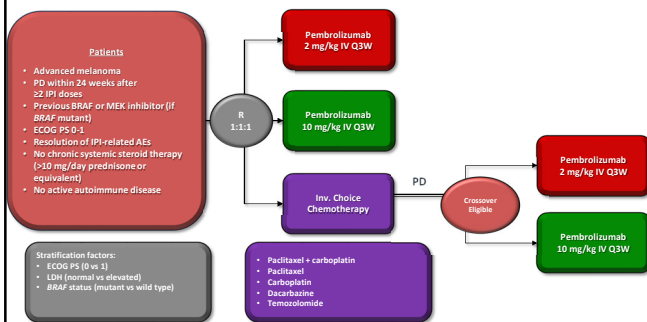 Patients
• Advanced melanoma
• PD within 24 weeks after
≥2 IPI doses
• Previous BRAF or MEK inhibitor (if
BRAF mutant)
• ECOG PS 0-1
• Resolution of IPI-related AEs
• No chronic systemic steroid therapy
(>10 mg/day prednisone or
equivalent)
• No active autoimmune disease
R
1:1:1
Pembrolizumab
2 mg/kg IV Q3W
Pembrolizumab
10 mg/kg IV Q3W
Inv. Choice
Chemotherapy
PD
Crossover
Eligible
Pembrolizumab
2 mg/kg IV Q3W
Pembrolizumab
10 mg/kg IV Q3W
Stratification factors:
• ECOG PS (0 vs 1)
• LDH (normal vs elevated)
• BRAF status (mutant vs wild type)
• Paclitaxel + carboplatin
• Paclitaxel
• Carboplatin
• Dacarbazine
• Temozolomide